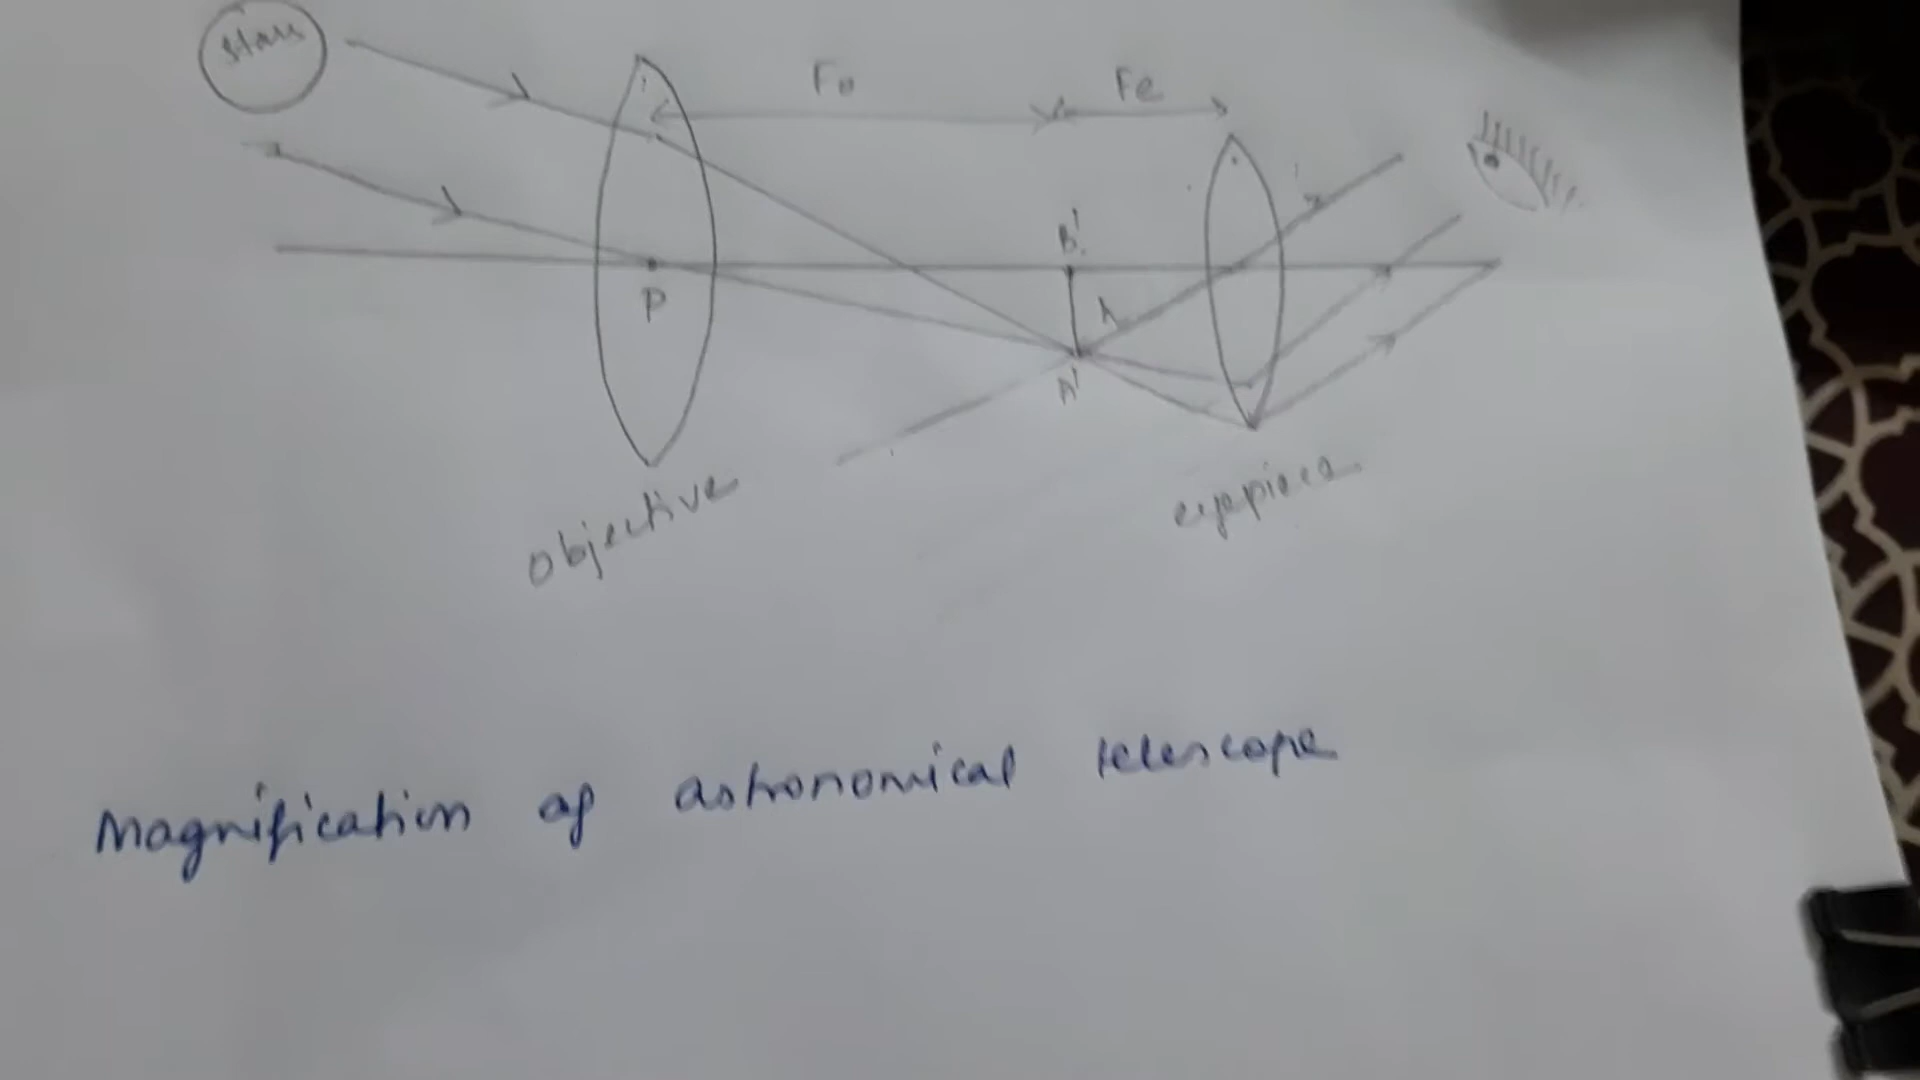 Stars
Fo
Fe
B'
P
A
A'
objective
eyepiece
Magnification of astronomical telescope